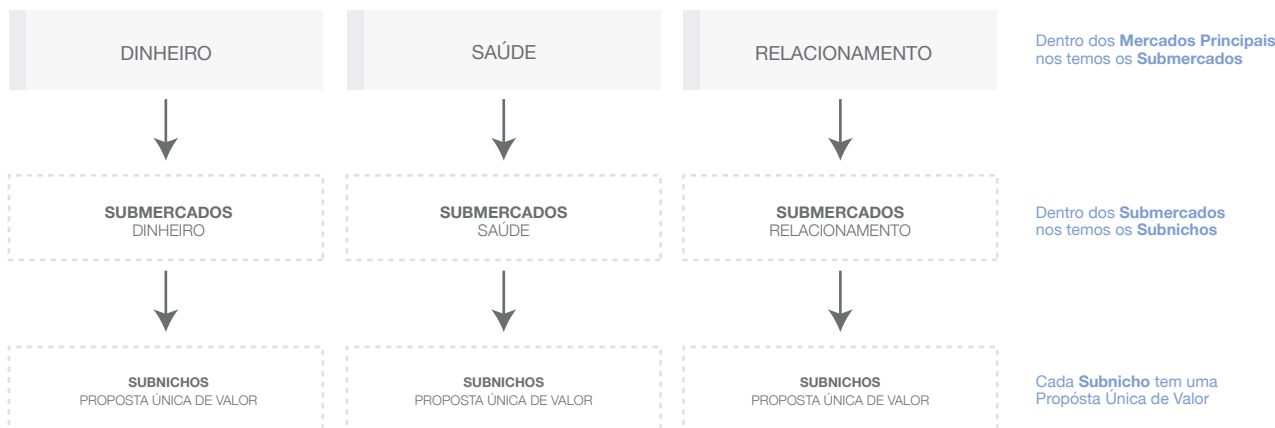 DINHEIRO
SAÚDE
RELACIONAMENTO
Dentro dos Mercados Principais
nos temos os Submercados
SUBMERCADOS
DINHEIRO
SUBMERCADOS
SAÚDE
SUBMERCADOS
RELACIONAMENTO
Dentro dos Submercados
nos temos os Subnichos
SUBNICHOS
PROPOSTA ÚNICA DE VALOR
SUBNICHOS
PROPOSTA ÚNICA DE VALOR
SUBNICHOS
PROPOSTA ÚNICA DE VALOR
Cada Subnicho tem uma
Propósta Única de Valor